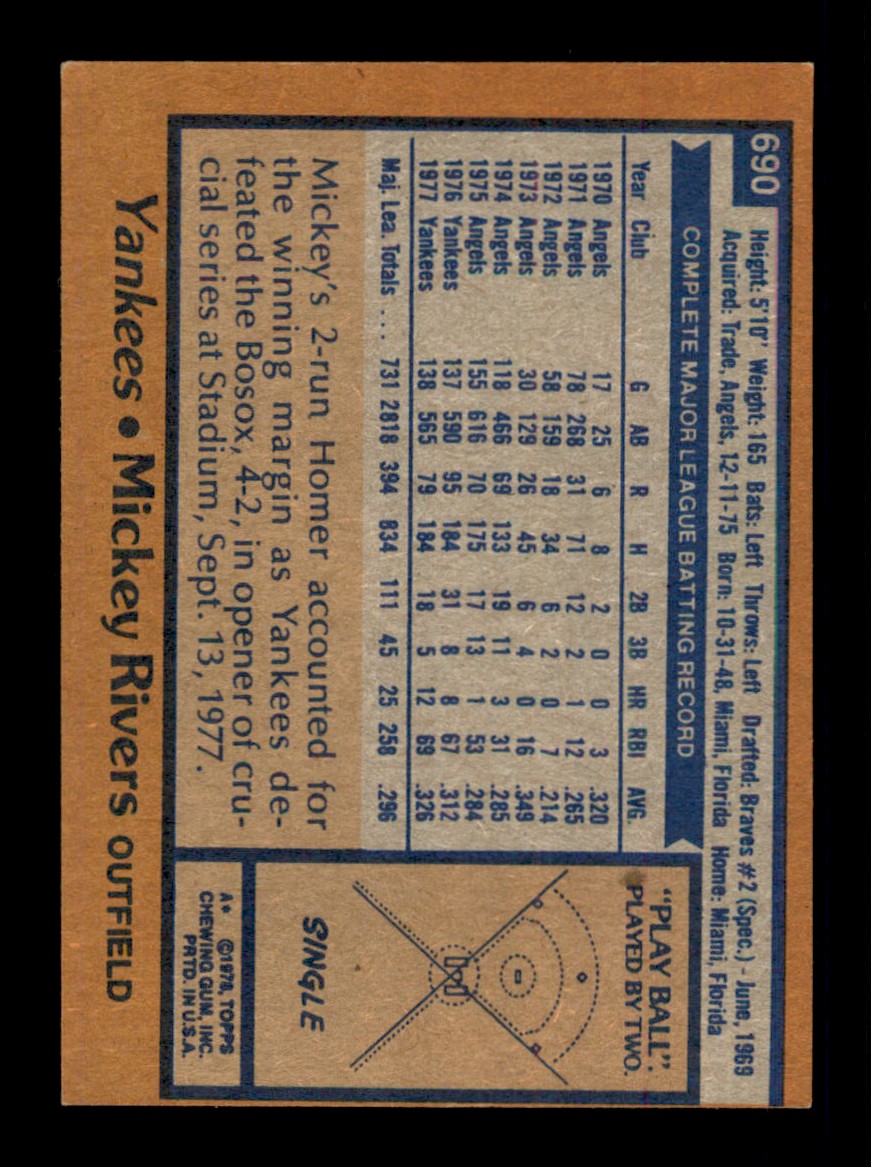 690
Height: 5'10" Weight: 165 Bats: Left Throws: Left Drafted: Braves #2 (Spec.) - June, 1969
Acquired: Trade, Angels, 12-11-75 Born: 10-31-48, Miami, Florida Home: Miami, Florida
COMPLETE MAJOR LEAGUE BATTING RECORD
Year Club G AB R H 2B 3B HR RBI AVG.
1970 Angels 17 25 6 8 2 0 0 3 .320
1971 Angels 78 268 31 71 12 2 1 12 .265
1972 Angels 58 159 18 34 6 2 0 7 .214
1973 Angels 30 129 26 45 6 4 0 16 .349
1974 Angels 118 466 69 133 19 11 3 31 .285
1975 Angels 155 616 70 175 17 13 1 53 .284
1976 Yankees 137 590 95 184 31 8 8 67 .312
1977 Yankees 138 565 79 184 18 5 12 69 .326
Maj. Lea. Totals ... 731 2818 394 834 111 45 25 258 .296
Mickey's 2-run Homer accounted for
the winning margin as Yankees de-
feated the Bosox, 4-2, in opener of cru-
cial series at Stadium, Sept. 13, 1977.
"PLAY BALL".
PLAYED BY TWO.
SINGLE
A* ©1978, TOPPS
CHEWING GUM, INC.
PRTD. IN U.S.A.
Yankees • Mickey Rivers OUTFIELD